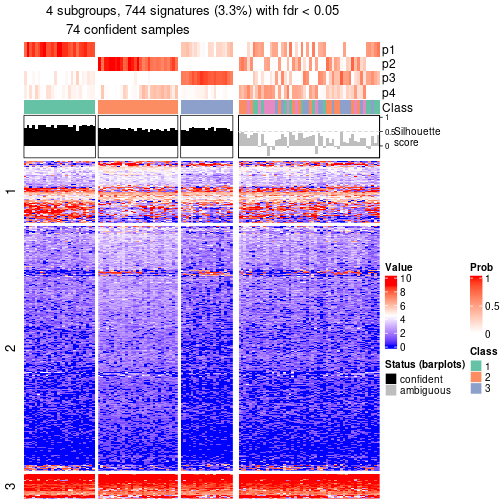 4 subgroups, 744 signatures (3.3%) with fdr < 0.05
74 confident samples
p1
p2
p3
p4
Class
1
0.5
0
Silhouette
score
1
2
3
Value
10
8
6
4
2
0
Status (barplots)
confident
ambiguous
Prob
1
0.5
0
Class
1
2
3